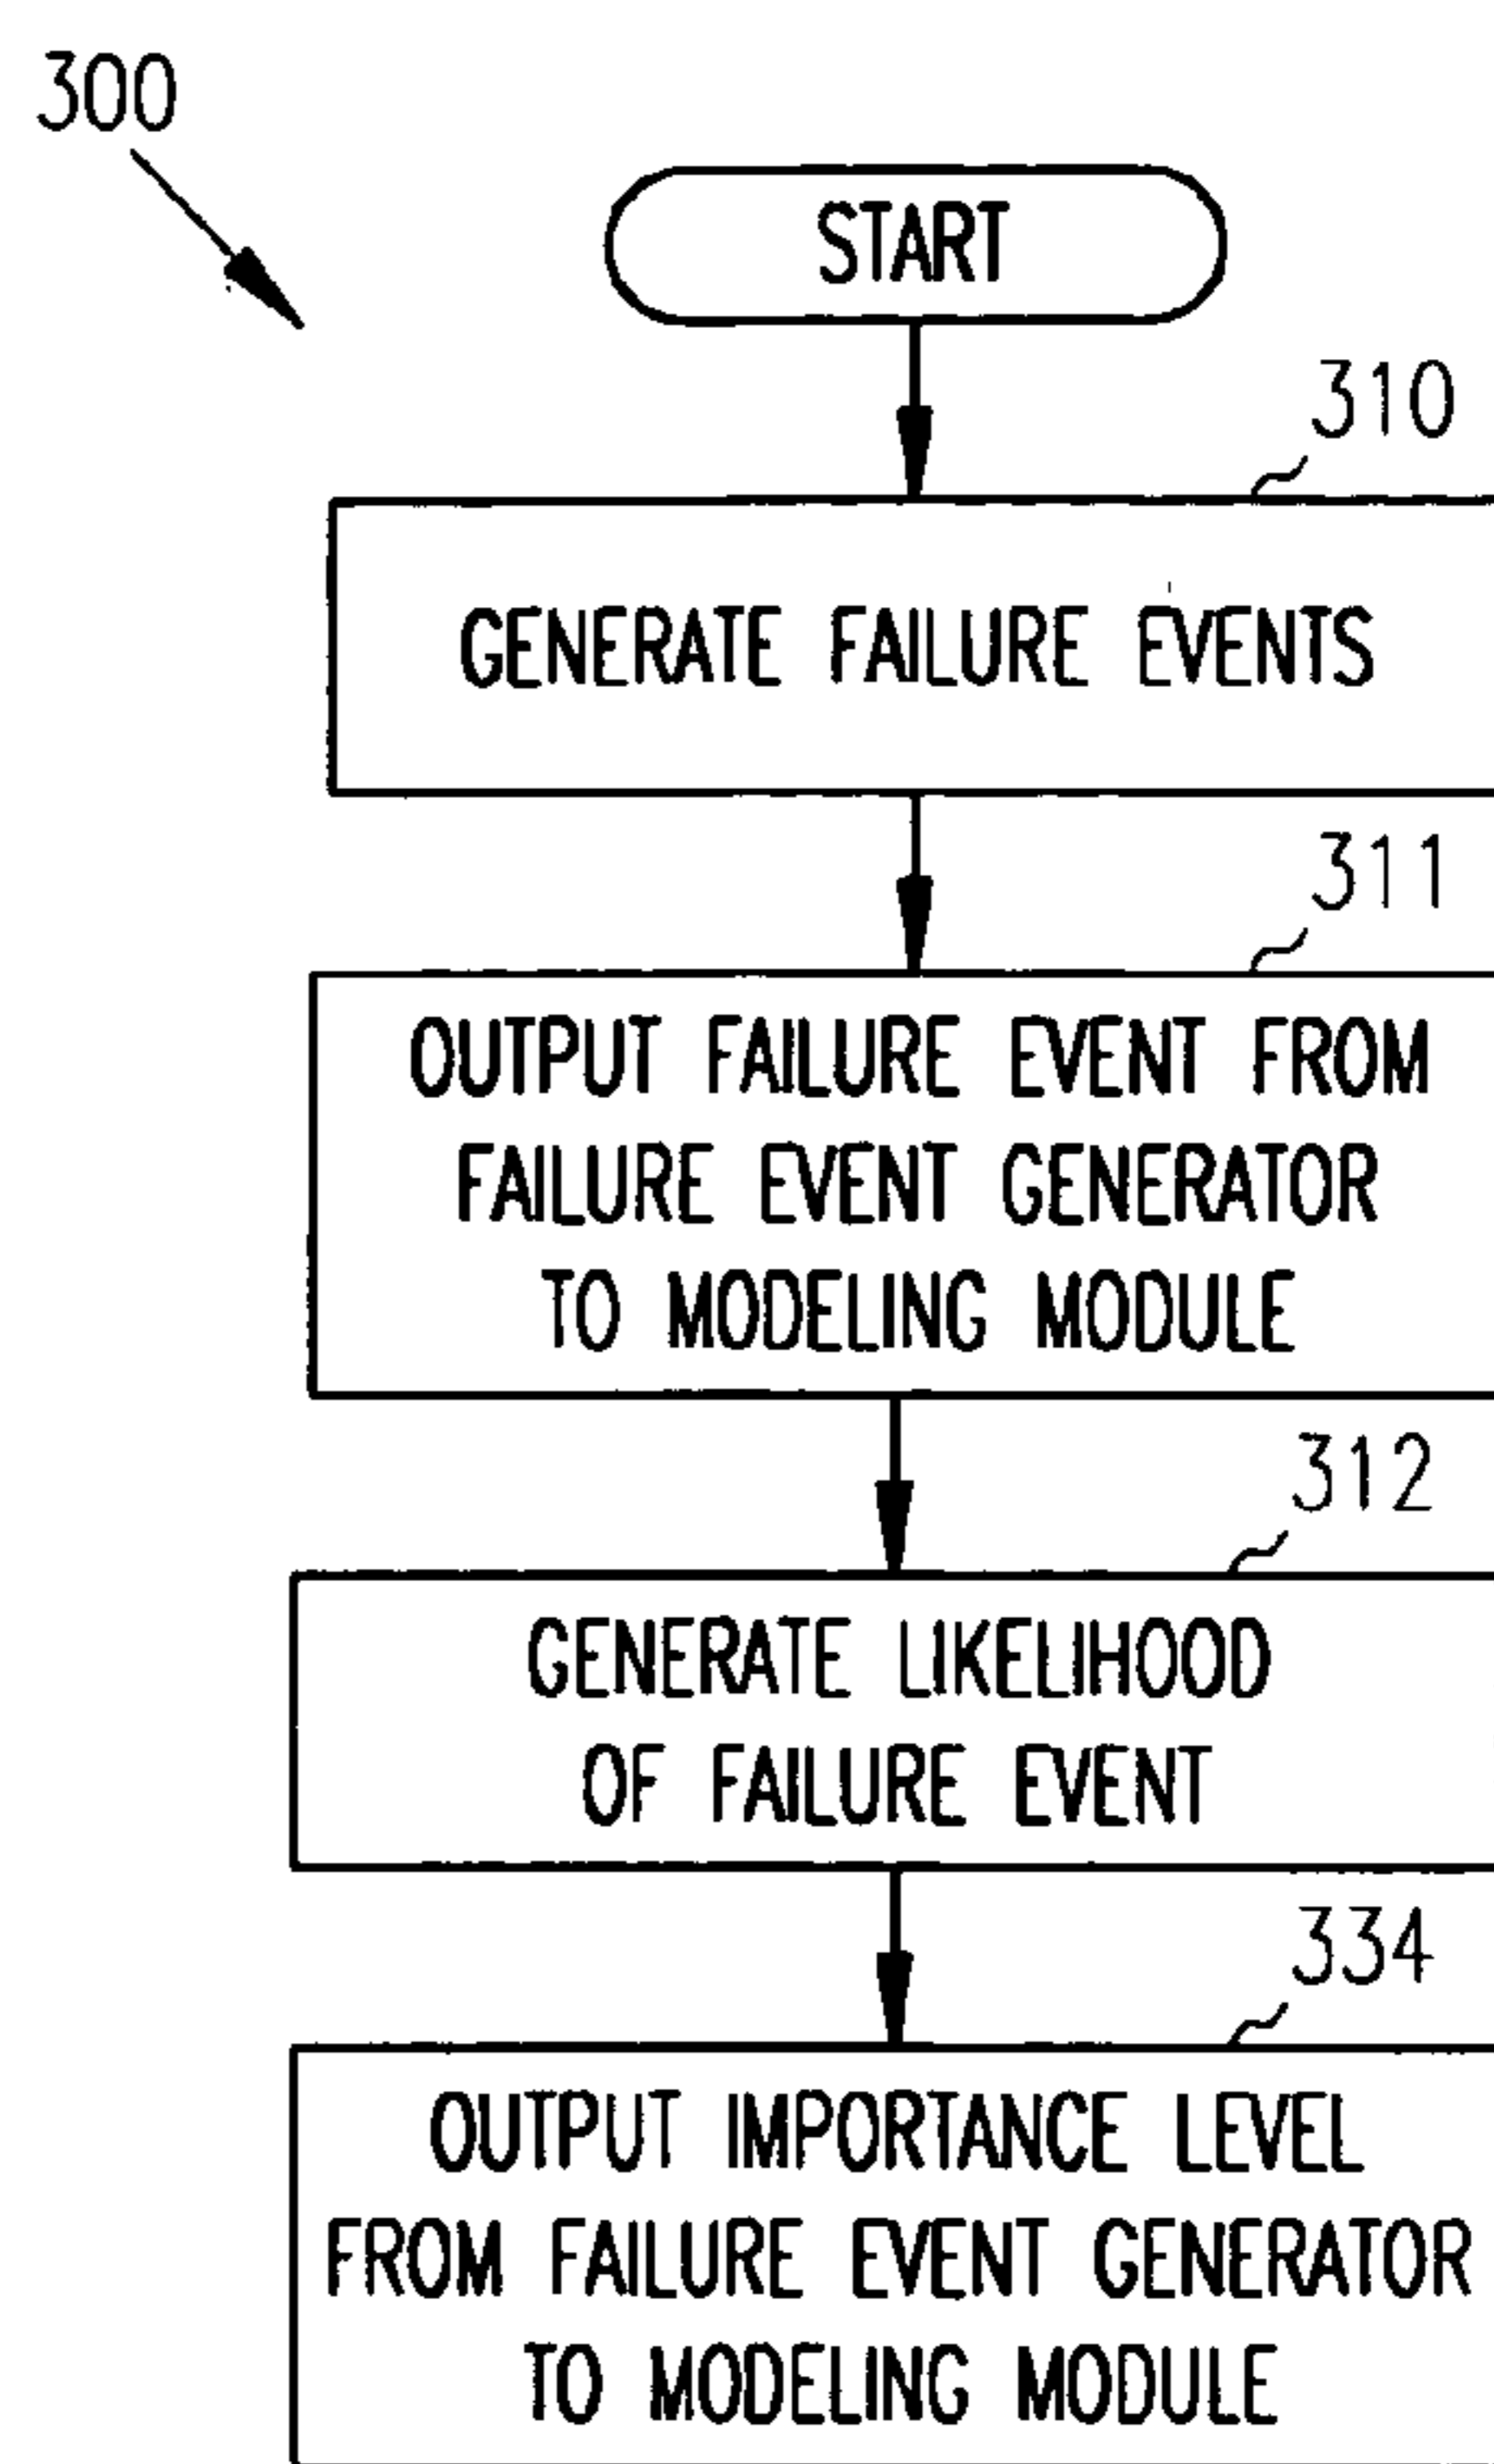 300
START
310
GENERATE FAILURE EVENTS
311
OUTPUT FAILURE EVENT FROM
FAILURE EVENT GENERATOR
TO MODELING MODULE
312
GENERATE LIKELIHOOD
OF FAILURE EVENT
334
OUTPUT IMPORTANCE LEVEL
FROM FAILURE EVENT GENERATOR
TO MODELING MODULE